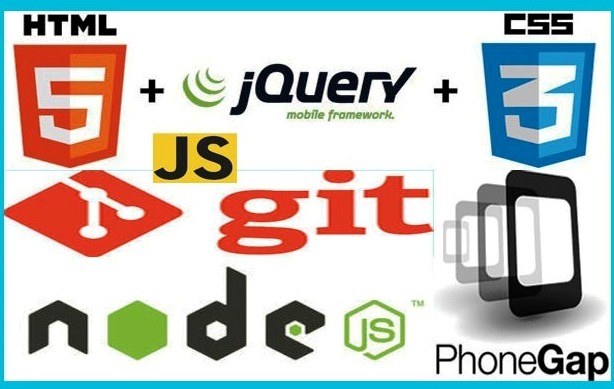 HTML CSS
5 + jQuery + 3
mobile framework.
JS
git
node JS ™
PhoneGap